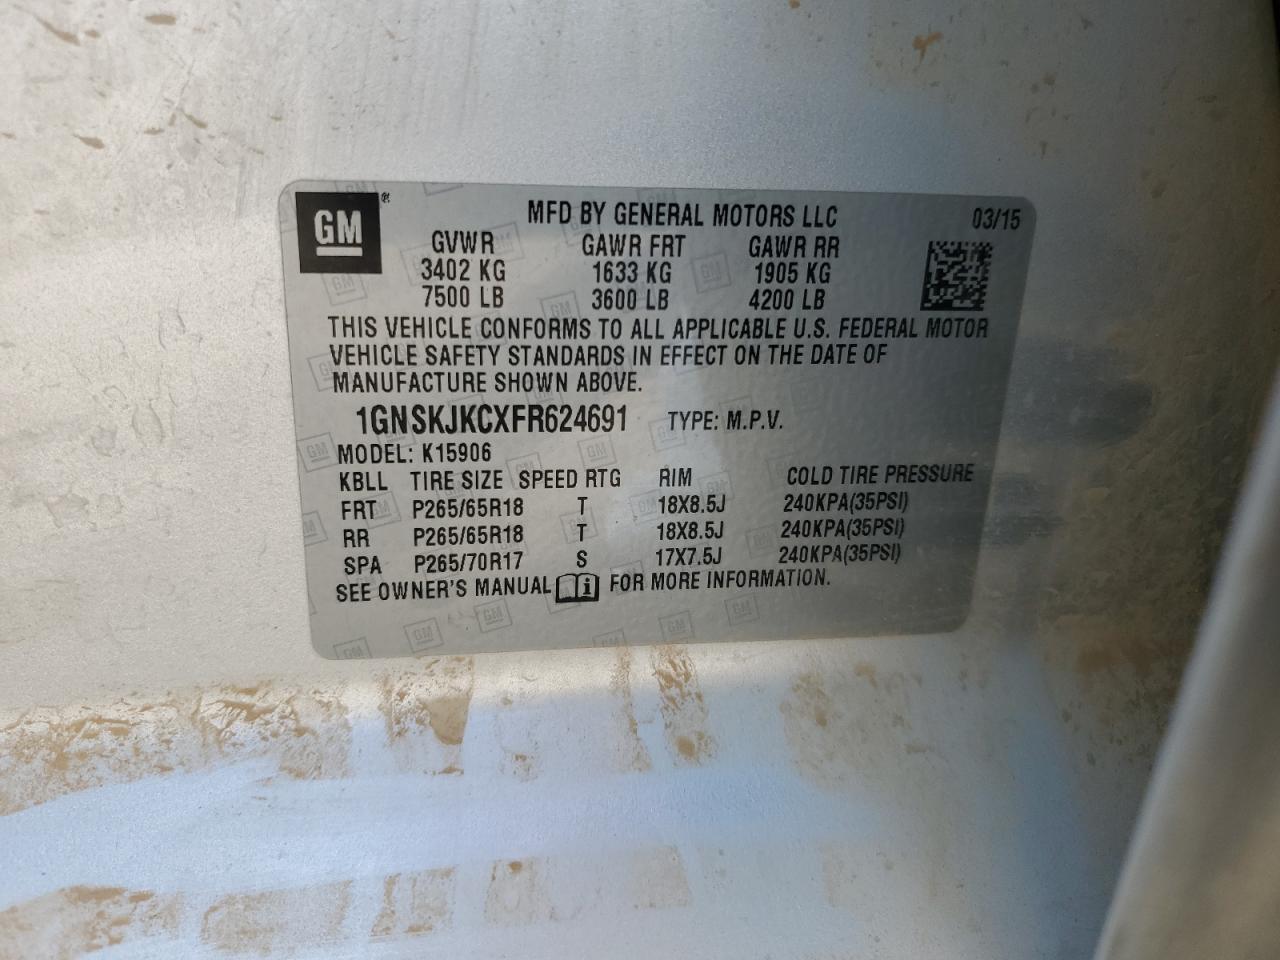 GM®
MFD BY GENERAL MOTORS LLC 03/15
GVWR GAWR FRT GAWR RR
3402 KG 1633 KG 1905 KG
7500 LB 3600 LB 4200 LB
THIS VEHICLE CONFORMS TO ALL APPLICABLE U.S. FEDERAL MOTOR
VEHICLE SAFETY STANDARDS IN EFFECT ON THE DATE OF
MANUFACTURE SHOWN ABOVE.
1GNSKJKCXFR624691 TYPE: M.P.V.
MODEL: K15906
KBLL TIRE SIZE SPEED RTG RIM COLD TIRE PRESSURE
FRT P265/65R18 T 18X8.5J 240KPA(35PSI)
RR P265/65R18 T 18X8.5J 240KPA(35PSI)
SPA P265/70R17 S 17X7.5J 240KPA(35PSI)
SEE OWNER'S MANUAL i FOR MORE INFORMATION.